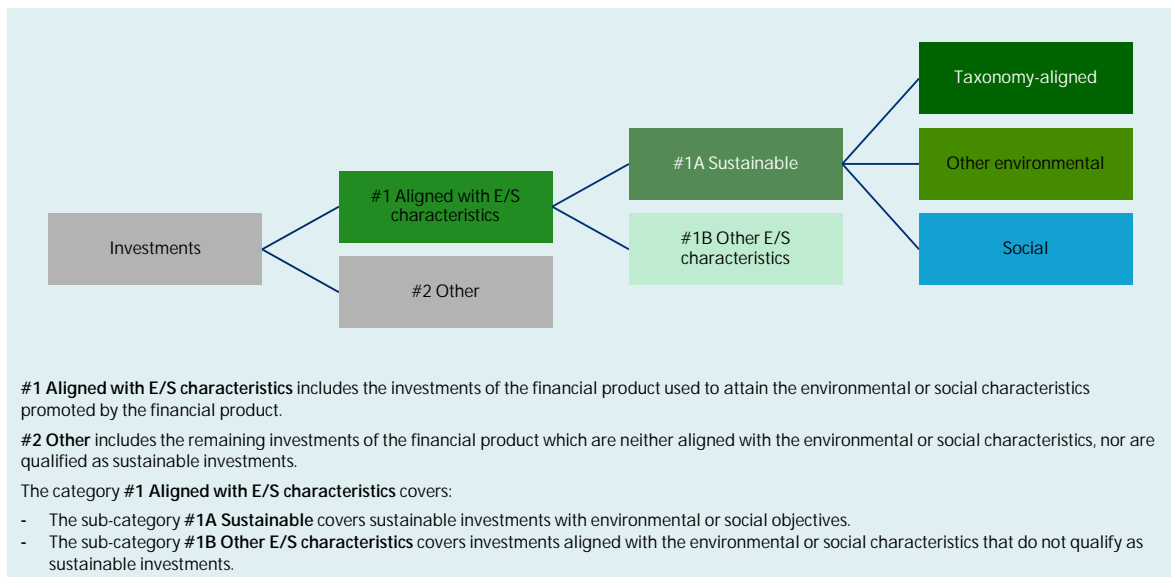 Taxonomy-aligned
#1A Sustainable
Other environmental
#1 Aligned with E/S
characteristics
Investments
#1B Other E/S
characteristics
Social
#2 Other
#1 Aligned with E/S characteristics includes the investments of the financial product used to attain the environmental or social characteristics
promoted by the financial product.
#2 Other includes the remaining investments of the financial product which are neither aligned with the environmental or social characteristics, nor are
qualified as sustainable investments.
The category #1 Aligned with E/S characteristics covers:
- The sub-category #1A Sustainable covers sustainable investments with environmental or social objectives.
- The sub-category #1B Other E/S characteristics covers investments aligned with the environmental or social characteristics that do not qualify as
sustainable investments.